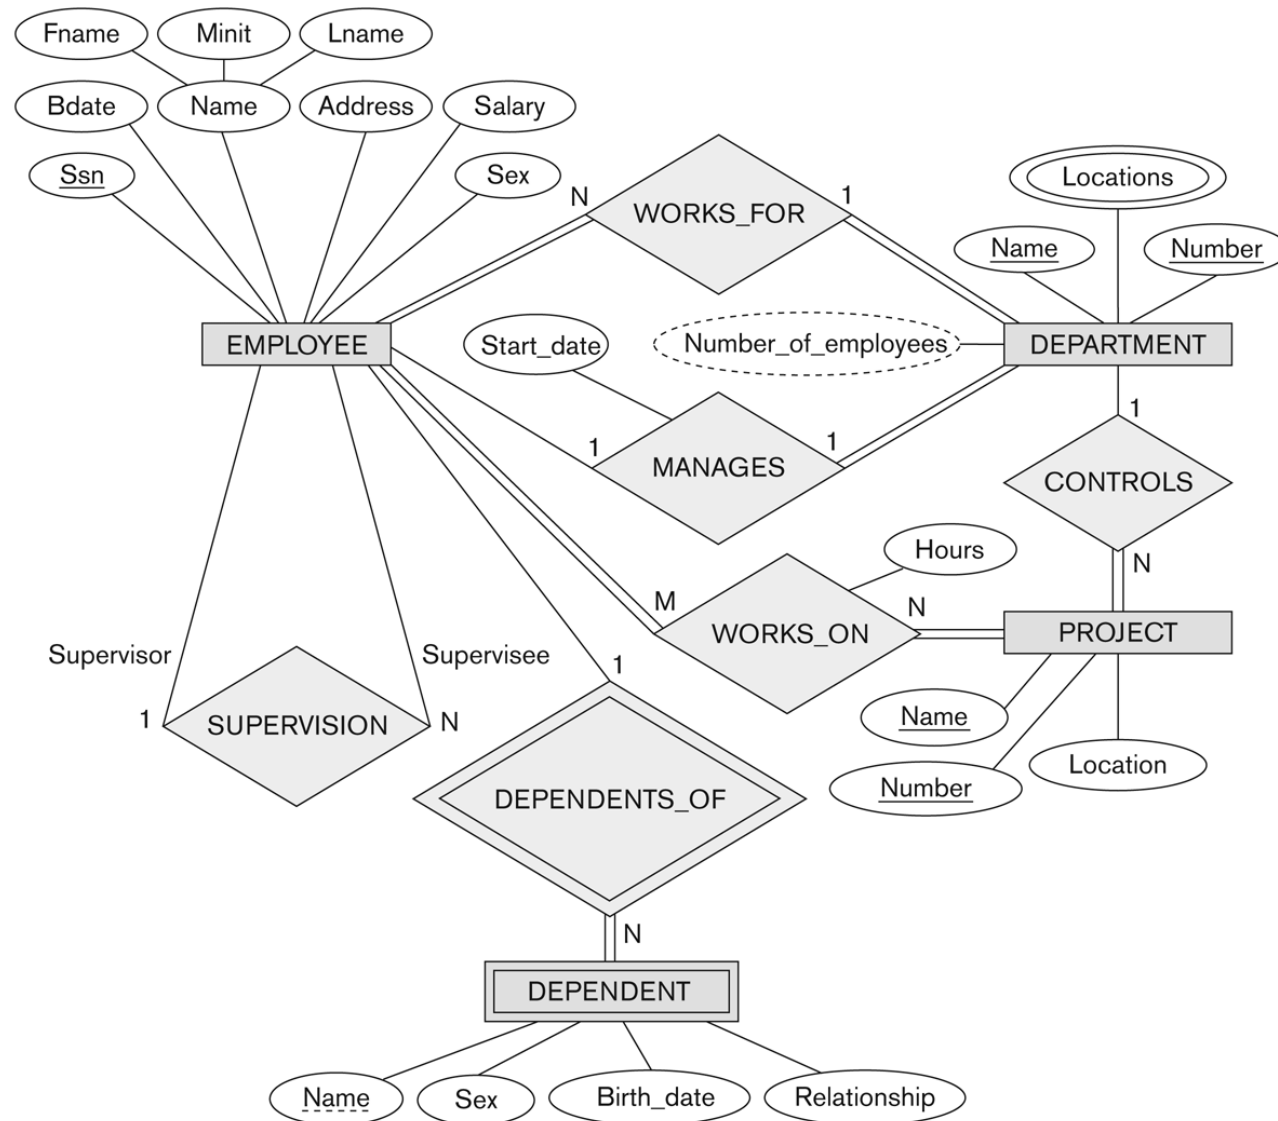 Fname
Minit
Lname
Bdate
Name
Address
Salary
Ssn
Sex
N
WORKS_FOR
1
Locations
Name
Number
EMPLOYEE
Start_date
Number_of_employees
DEPARTMENT
1
MANAGES
1
1
CONTROLS
N
Hours
M
WORKS_ON
N
PROJECT
Supervisor
Supervisee
1
1
SUPERVISION
N
Name
Number
Location
DEPENDENTS_OF
N
DEPENDENT
Name
Sex
Birth_date
Relationship